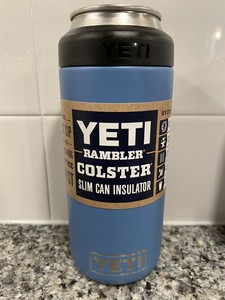 YETI
YETI
RAMBLER
COLSTER
SLIM CAN INSULATOR
YETI